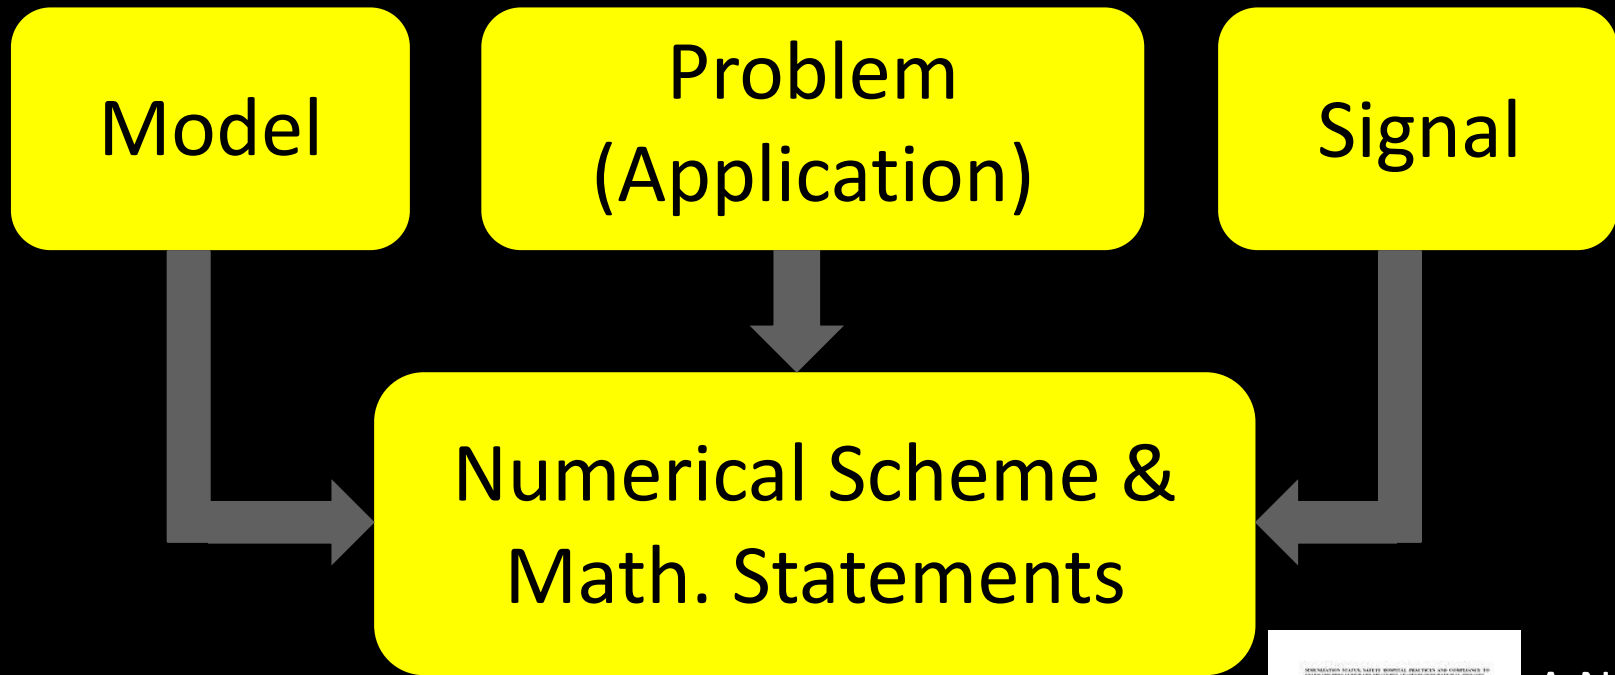 Model
Problem
(Application)
Signal
Numerical Scheme &
Math. Statements